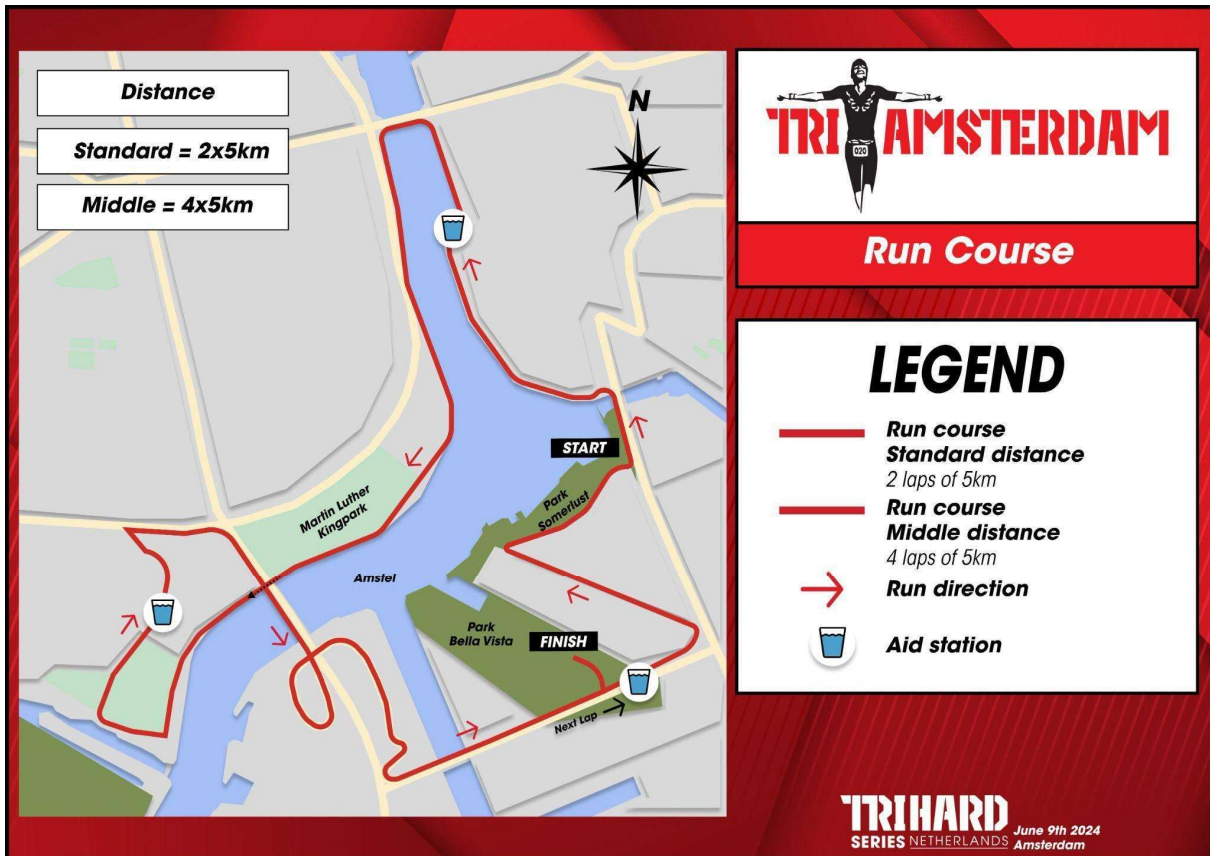 Distance
Standard = 2x5km
Middle = 4x5km
N
START
Park
Somerlust
Martin Luther
Kingpark
Amstel
Park
Bella Vista
FINISH
Next Lap
TRI AMSTERDAM
020
Run Course
LEGEND
Run course
Standard distance
2 laps of 5km
Run course
Middle distance
4 laps of 5km
Run direction
Aid station
TRIHARD
SERIES NETHERLANDS
June 9th 2024
Amsterdam